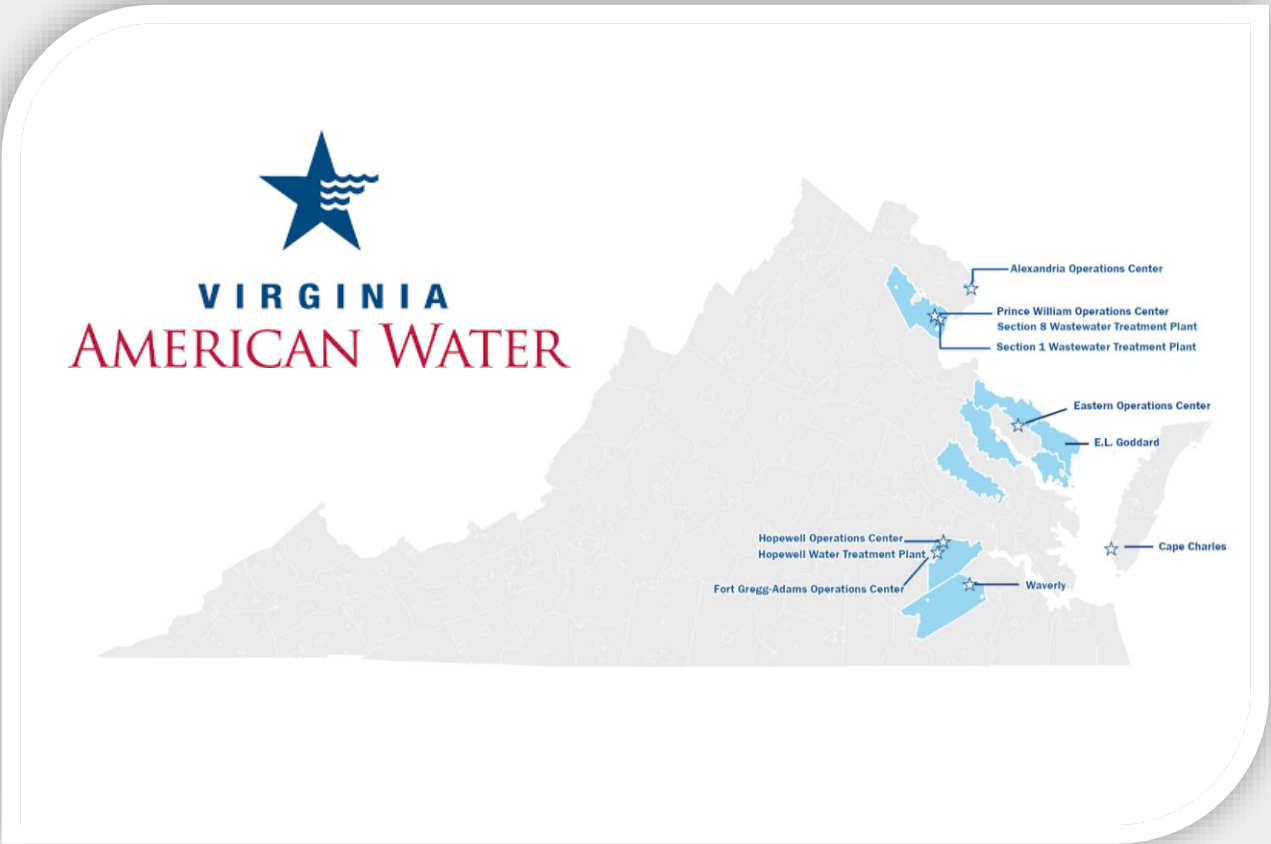 VIRGINIA
AMERICAN WATER
Alexandria Operations Center
Prince William Operations Center
Section 8 Wastewater Treatment Plant
Section 1 Wastewater Treatment Plant
Eastern Operations Center
E.L. Goddard
Hopewell Operations Center
Hopewell Water Treatment Plant
Cape Charles
Fort Gregg-Adams Operations Center
Waverly